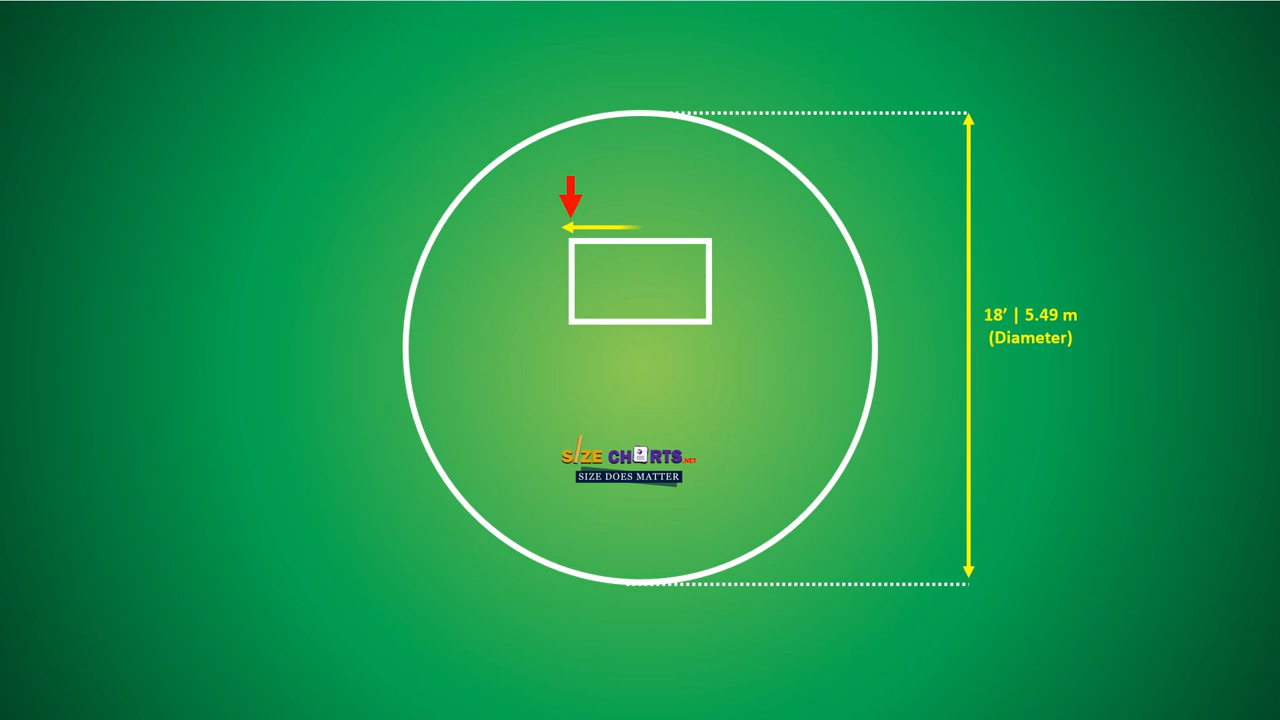 18’ | 5.49 m
(Diameter)
SIZE CHARTS.NET
SIZE DOES MATTER